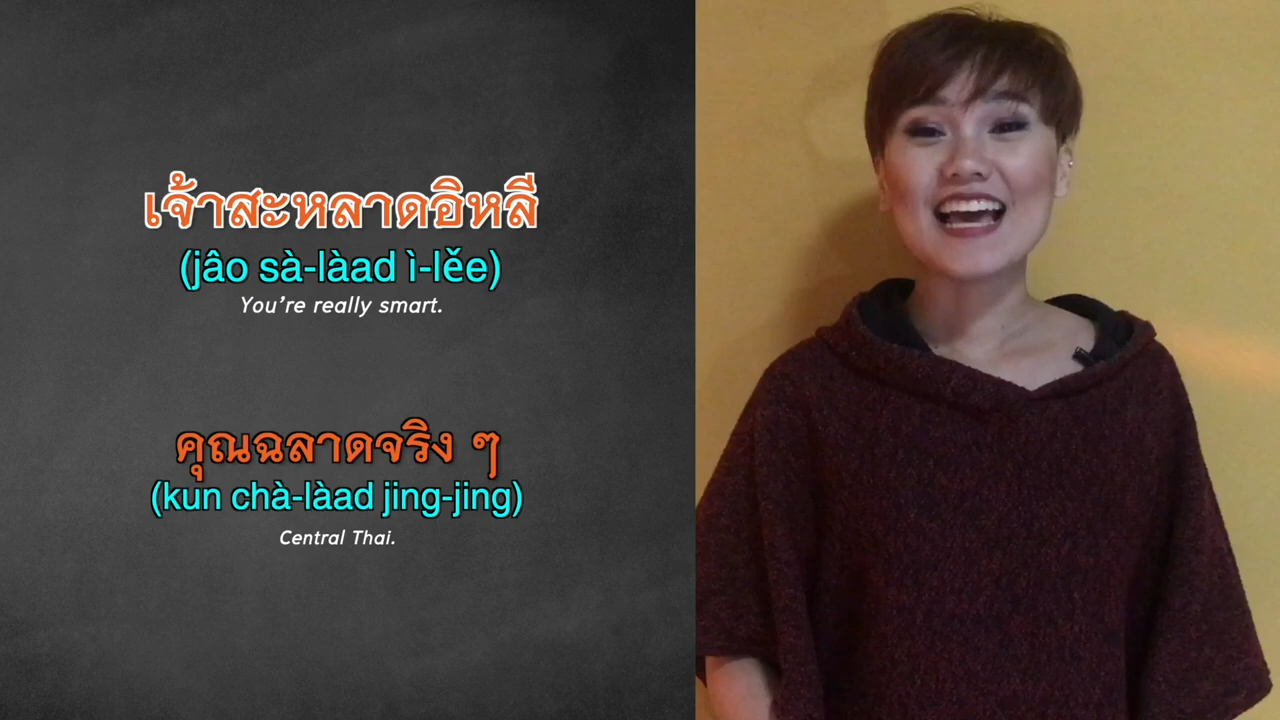 เจ้าสะหลาดอิหลี
(jâo sà-làad ì-lěe)
You're really smart.
คุณฉลาดจริง ๆ
(kun chà-làad jing-jing)
Central Thai.